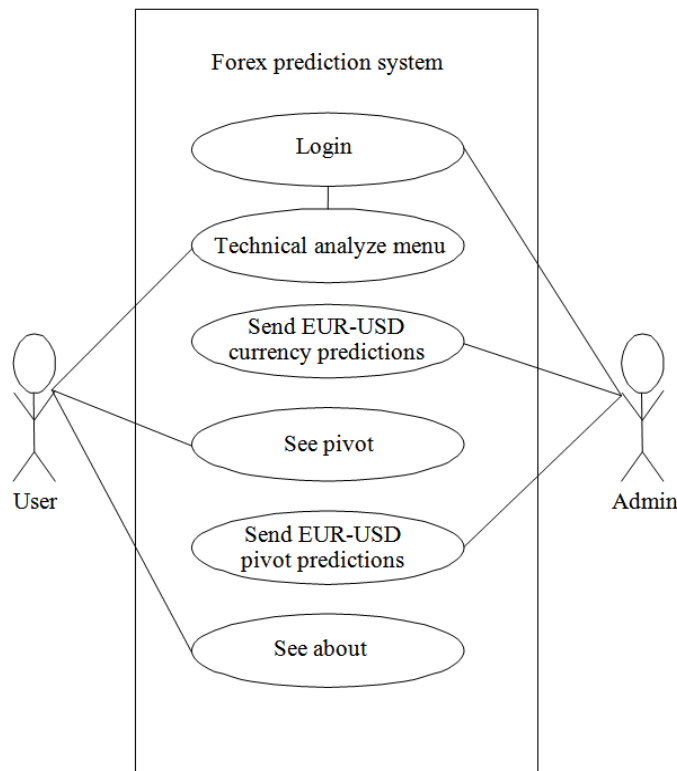 Forex prediction system
Login
Technical analyze menu
Send EUR-USD
currency predictions
See pivot
User
Admin
Send EUR-USD
pivot predictions
See about